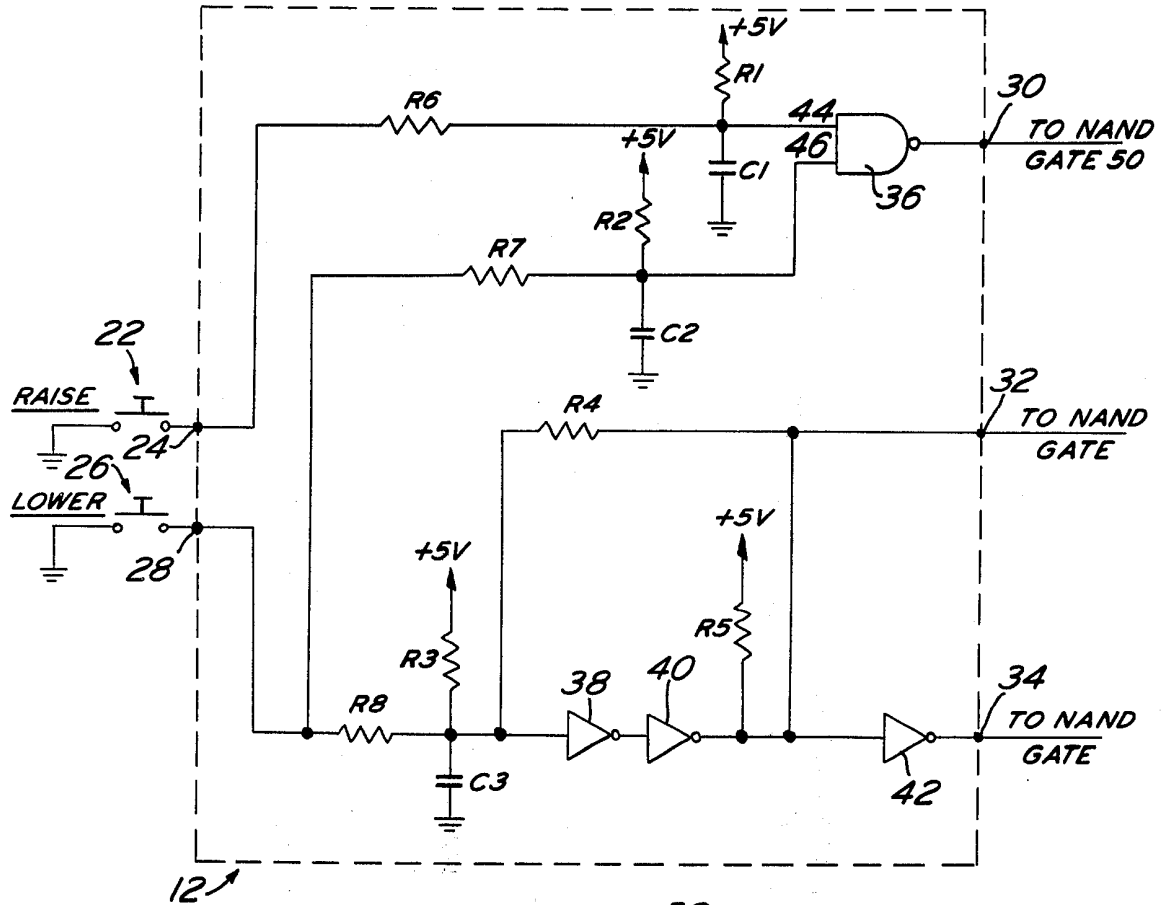 +5V
R1
R6
30
44
TO NAND
GATE 50
46
+5V
C1
36
R2
R7
C2
22
RAISE
24
R4
32
TO NAND
GATE
26
LOWER
28
+5V
+5V
R3
R5
38
40
34
R8
TO NAND
GATE
C3
42
12